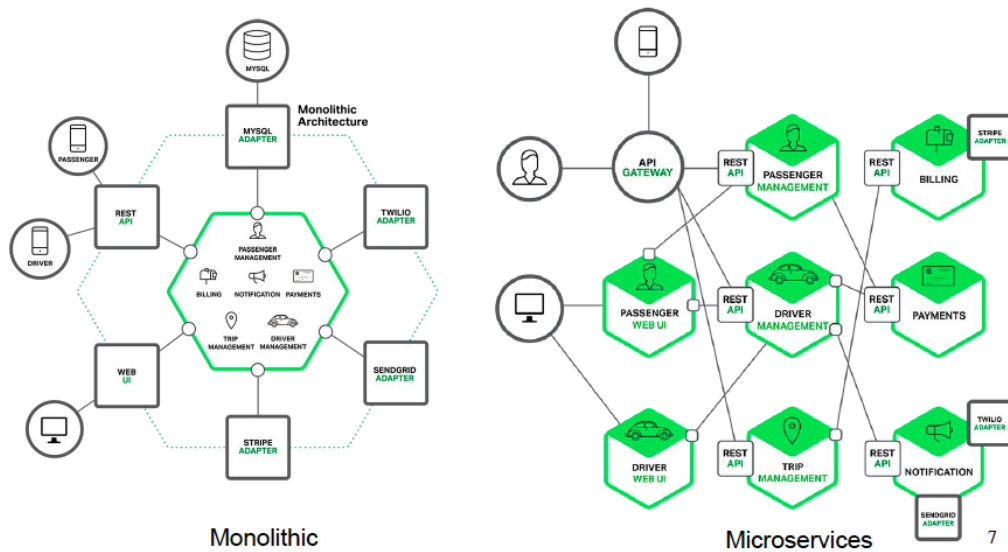 MYSQL
Monolithic
Architecture
MYSQL
ADAPTER
PASSENGER
REST
API
TWILIO
ADAPTER
DRIVER
PASSENGER
MANAGEMENT
BILLING
NOTIFICATION
PAYMENTS
TRIP
MANAGEMENT
DRIVER
MANAGEMENT
WEB
UI
SENDGRID
ADAPTER
STRIPE
ADAPTER
Monolithic
API
GATEWAY
REST
API
PASSENGER
MANAGEMENT
REST
API
BILLING
STRIPE
ADAPTER
PASSENGER
WEB UI
REST
API
DRIVER
MANAGEMENT
REST
API
PAYMENTS
DRIVER
WEB UI
REST
API
TRIP
MANAGEMENT
REST
API
NOTIFICATION
TWILIO
ADAPTER
SENDGRID
ADAPTER
Microservices
7